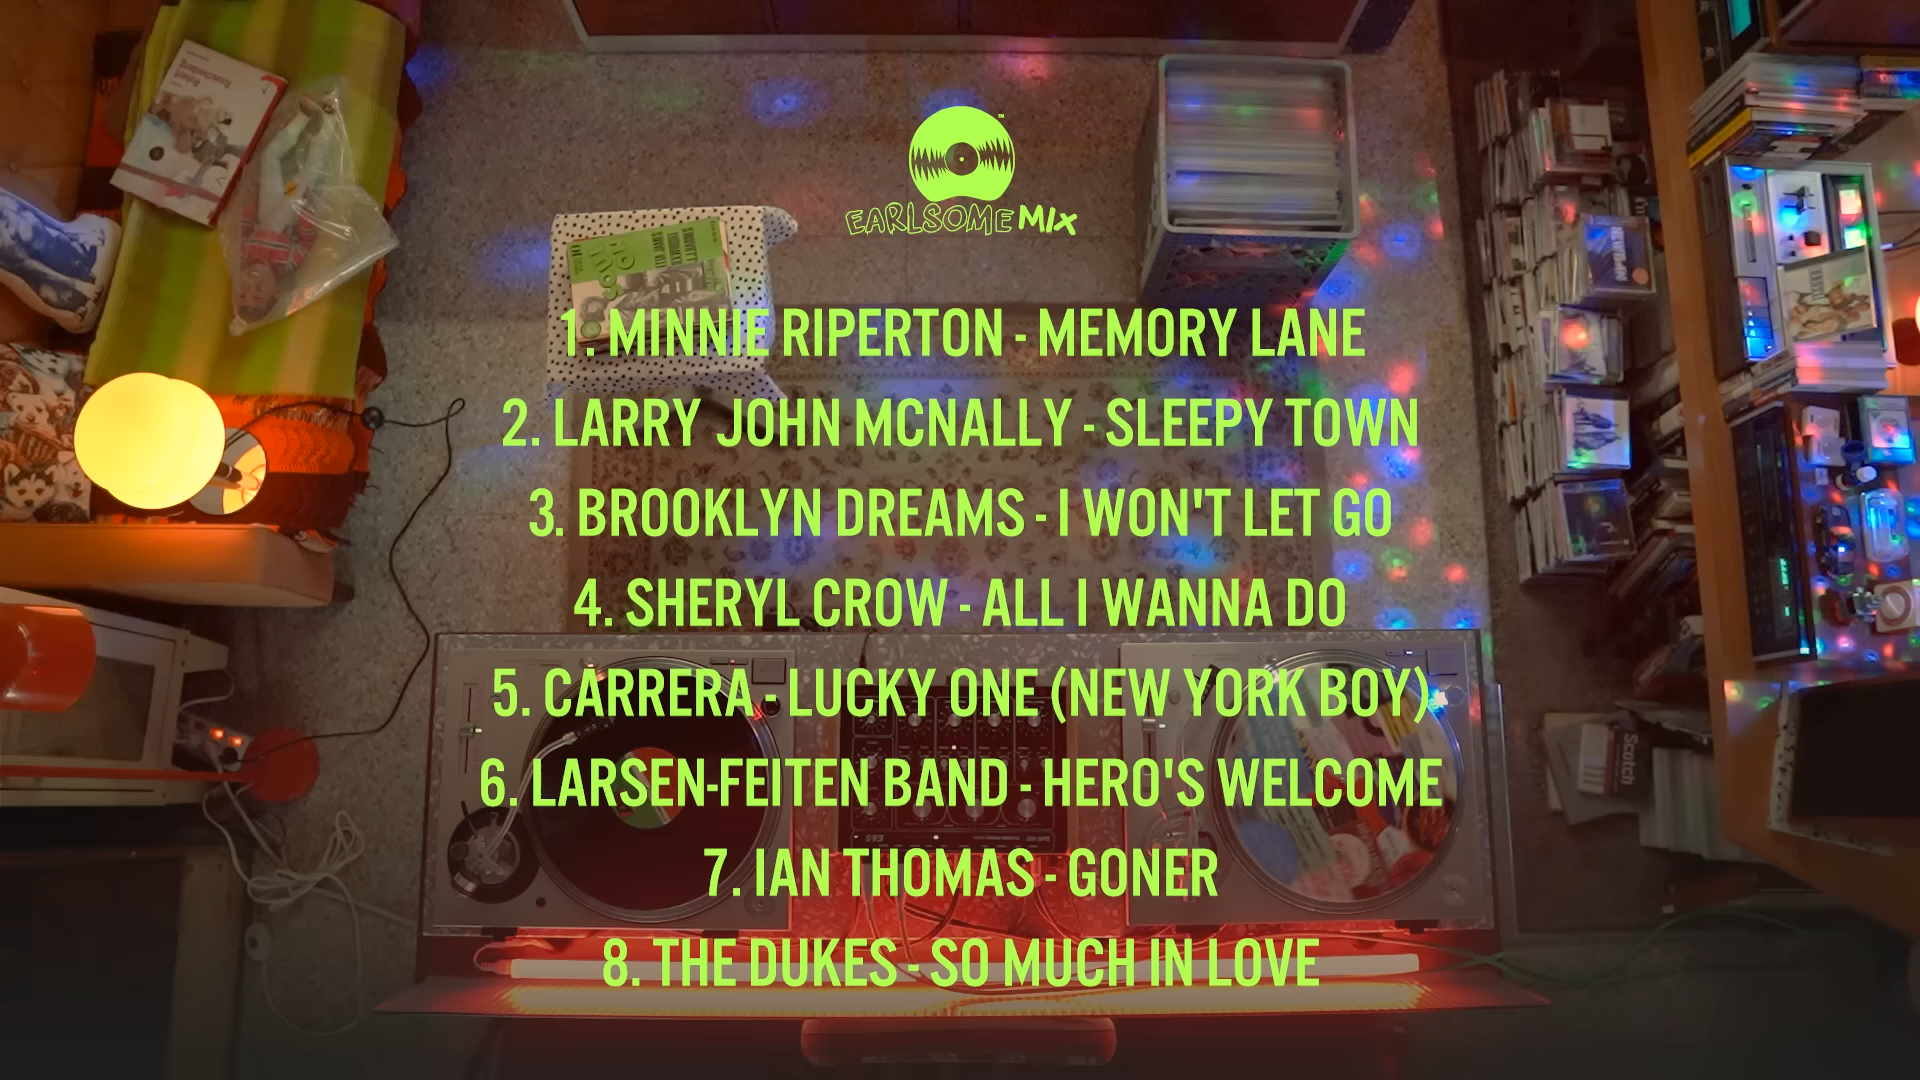 EARLSOME MIX
™
1. MINNIE RIPERTON - MEMORY LANE
2. LARRY JOHN MCNALLY - SLEEPY TOWN
3. BROOKLYN DREAMS - I WON'T LET GO
4. SHERYL CROW - ALL I WANNA DO
5. CARRERA - LUCKY ONE (NEW YORK BOY)
6. LARSEN-FEITEN BAND - HERO'S WELCOME
7. IAN THOMAS - GONER
8. THE DUKES - SO MUCH IN LOVE
Scotch
E&S